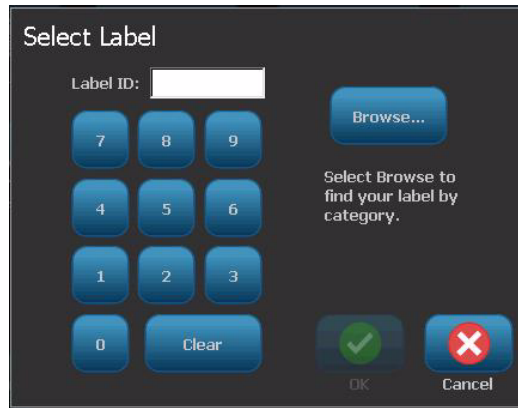 Select Label
Label ID:
7 8 9
Browse...
4 5 6
Select Browse to
find your label by
category.
1 2 3
0 Clear
OK Cancel